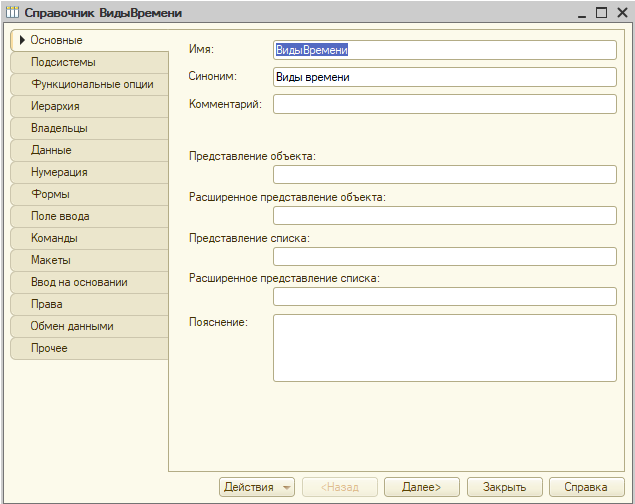 Справочник ВидыВремени
Основные
Подсистемы
Функциональные опции
Иерархия
Владельцы
Данные
Нумерация
Формы
Поле ввода
Команды
Макеты
Ввод на основании
Права
Обмен данными
Прочее
Имя: ВидыВремени
Синоним: Виды времени
Комментарий:
Представление объекта:
Расширенное представление объекта:
Представление списка:
Расширенное представление списка:
Пояснение:
Действия <Назад Далее> Закрыть Справка